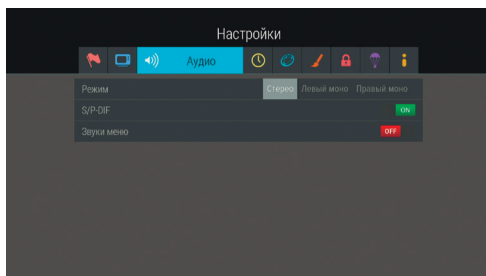 Настройки
Аудио
Режим Стерео Левый моно Правый моно
S/P-DIF ON
Звуки меню OFF